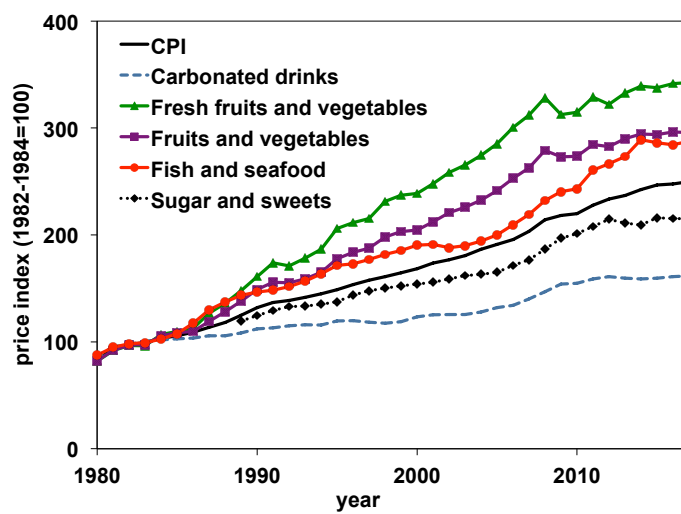 400
300
200
100
0
price index (1982-1984=100)
CPI
Carbonated drinks
Fresh fruits and vegetables
Fruits and vegetables
Fish and seafood
Sugar and sweets
1980
1990
2000
2010
year